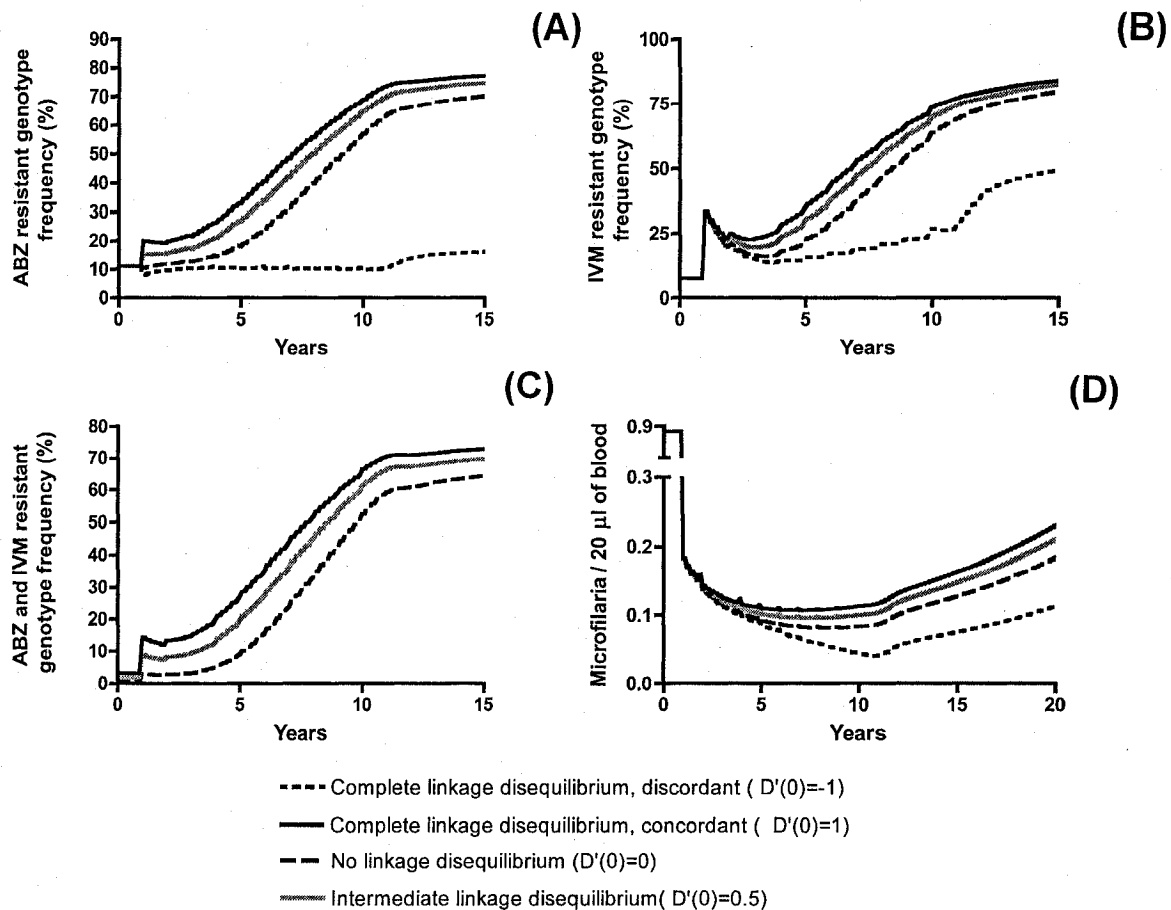 (A)
ABZ resistant genotype
frequency (%)
90
80
70
60
50
40
30
20
10
0
0 5 10 15
Years
(B)
IVM resistant genotype
frequency (%)
100
75
50
25
0
0 5 10 15
Years
(C)
ABZ and IVM resistant
genotype frequency (%)
80
70
60
50
40
30
20
10
0
0 5 10 15
Years
(D)
Microfilaria / 20 µl of blood
0.9
0.3
0.2
0.1
0.0
0 5 10 15 20
Years
Complete linkage disequilibrium, discordant ( D'(0)=-1)
Complete linkage disequilibrium, concordant ( D'(0)=1)
No linkage disequilibrium (D'(0)=0)
Intermediate linkage disequilibrium( D'(0)=0.5)